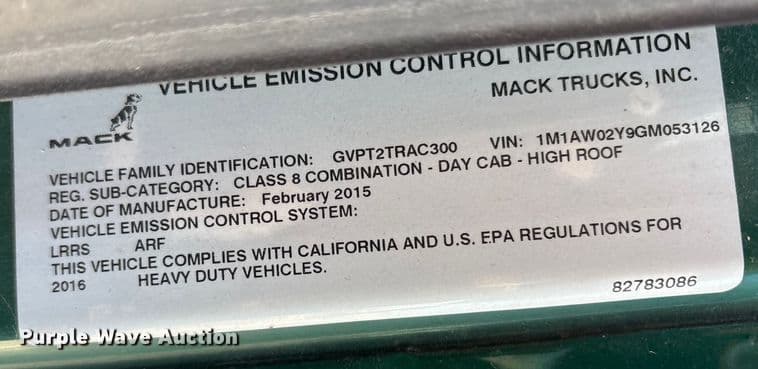 VEHICLE EMISSION CONTROL INFORMATION
MACK TRUCKS, INC.
MACK
VEHICLE FAMILY IDENTIFICATION: GVPT2TRAC300 VIN: 1M1AW02Y9GM053126
REG. SUB-CATEGORY: CLASS 8 COMBINATION - DAY CAB - HIGH ROOF
DATE OF MANUFACTURE: February 2015
VEHICLE EMISSION CONTROL SYSTEM:
LRRS ARF
THIS VEHICLE COMPLIES WITH CALIFORNIA AND U.S. EPA REGULATIONS FOR
2016 HEAVY DUTY VEHICLES.
82783086
Purple Wave Auction